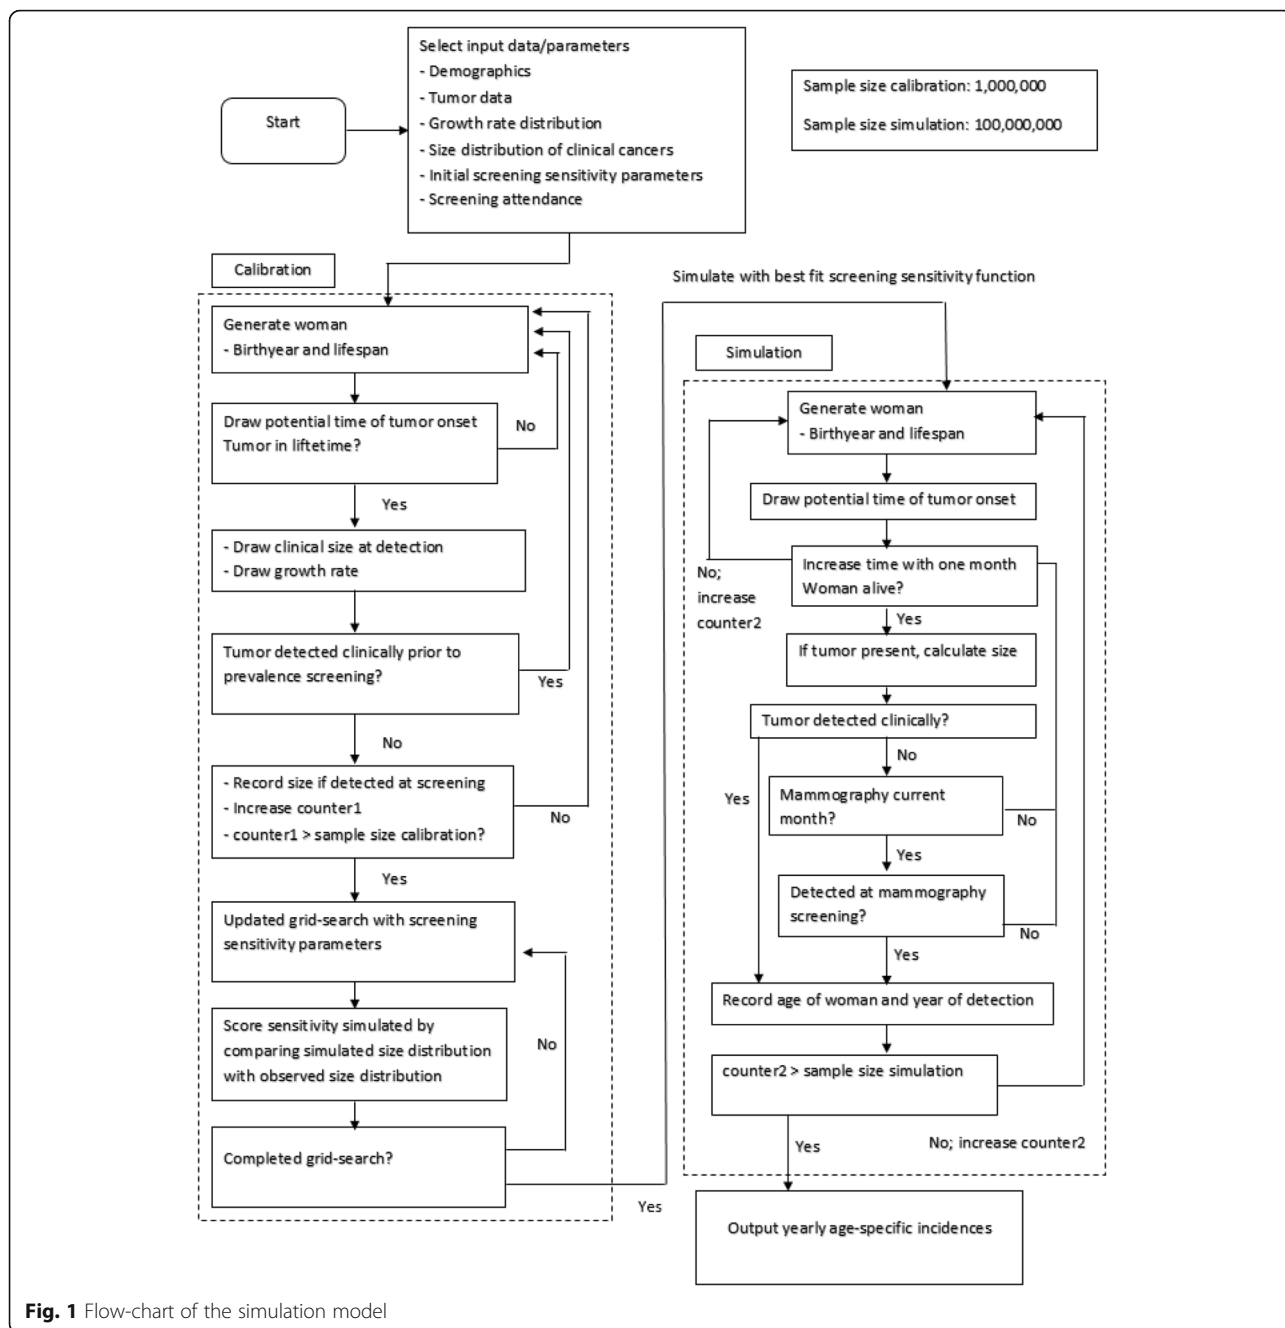 Start
Select input data/parameters
- Demographics
- Tumor data
- Growth rate distribution
- Size distribution of clinical cancers
- Initial screening sensitivity parameters
- Screening attendance
Sample size calibration: 1,000,000
Sample size simulation: 100,000,000
Calibration
Generate woman
- Birthyear and lifespan
Draw potential time of tumor onset
Tumor in liftetime?
No
Yes
- Draw clinical size at detection
- Draw growth rate
Tumor detected clinically prior to
prevalence screening?
Yes
No
- Record size if detected at screening
- Increase counter1
- counter1 > sample size calibration?
No
Yes
Updated grid-search with screening
sensitivity parameters
Score sensitivity simulated by
comparing simulated size distribution
with observed size distribution
No
Completed grid-search?
Yes
Simulate with best fit screening sensitivity function
Simulation
Generate woman
- Birthyear and lifespan
Draw potential time of tumor onset
Increase time with one month
Woman alive?
No;
increase
counter2
Yes
If tumor present, calculate size
Tumor detected clinically?
No
Yes
Mammography current
month?
No
Yes
Detected at mammography
screening?
No
Yes
Record age of woman and year of detection
counter2 > sample size simulation
Yes
No; increase counter2
Output yearly age-specific incidences
Fig. 1 Flow-chart of the simulation model